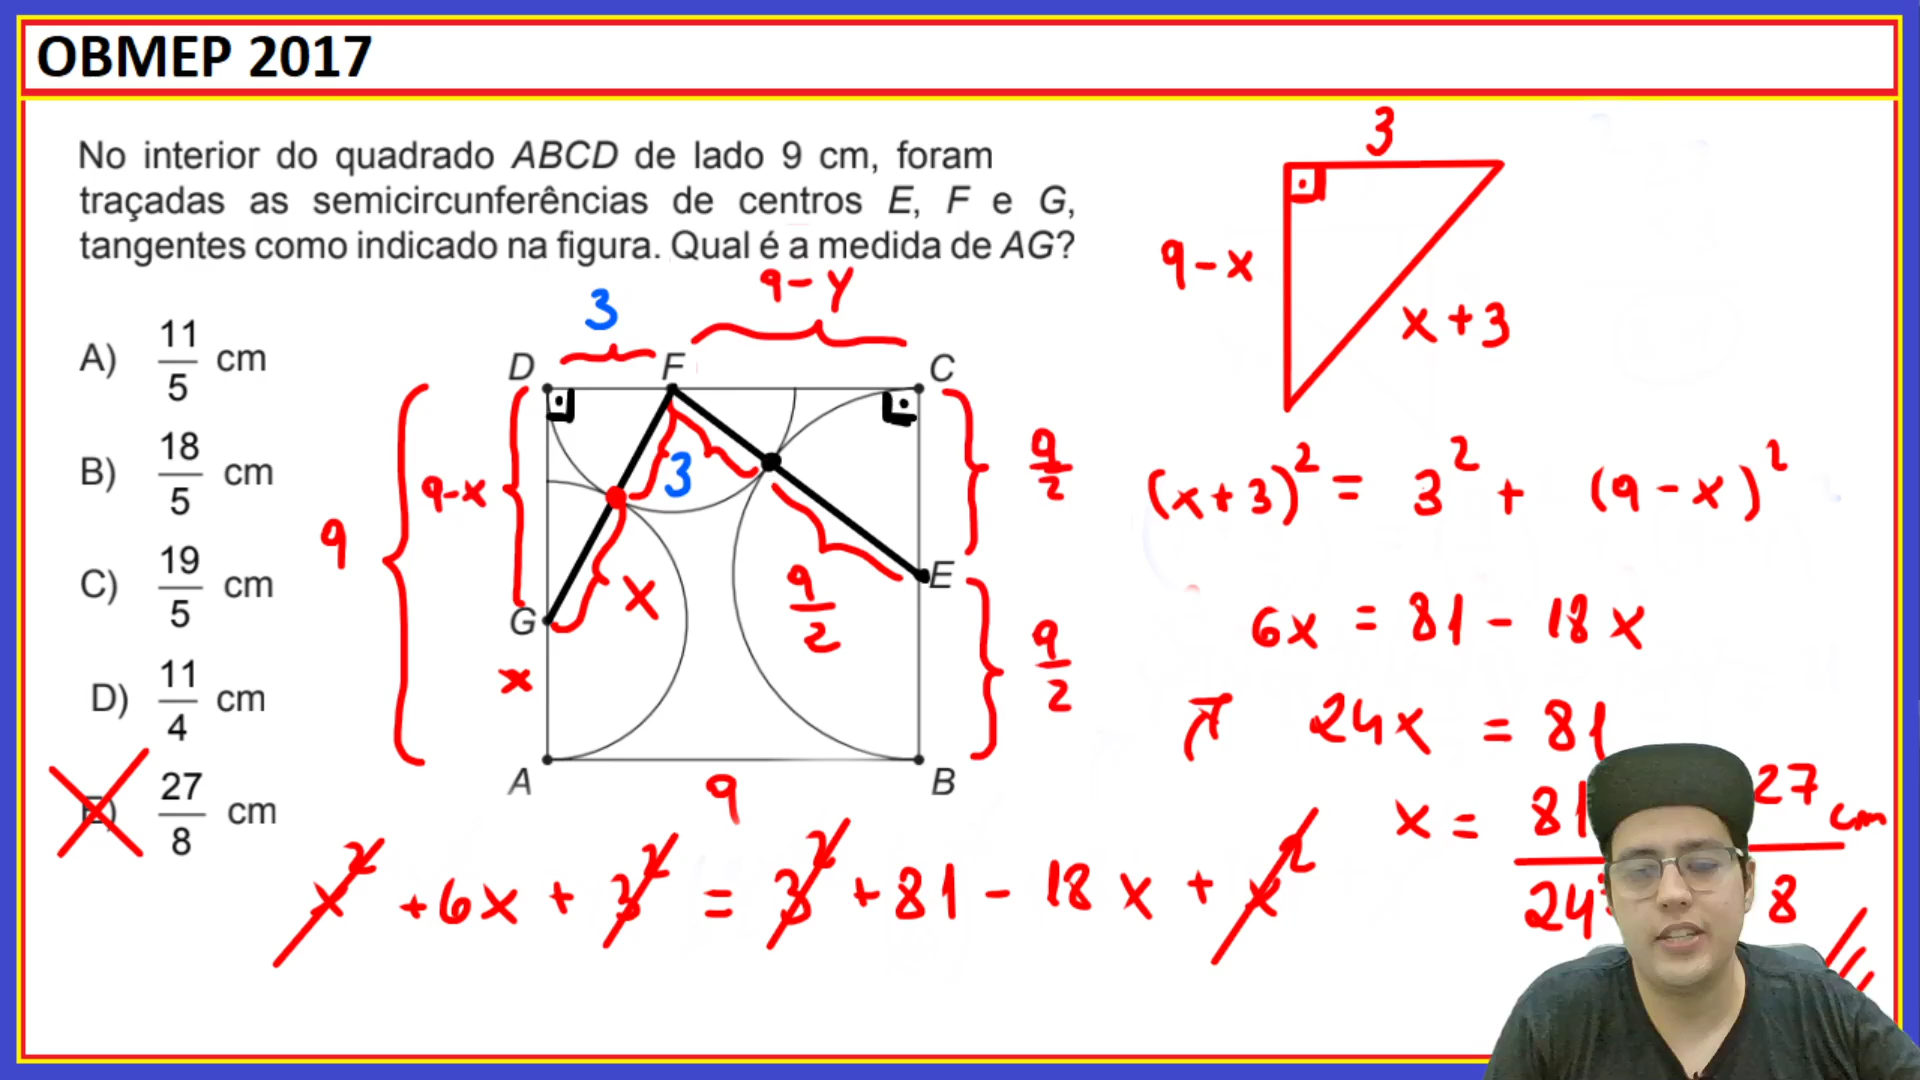 OBMEP 2017
No interior do quadrado ABCD de lado 9 cm, foram
traçadas as semicircunferências de centros E, F e G,
tangentes como indicado na figura. Qual é a medida de AG?
A) 11/5 cm
B) 18/5 cm
C) 19/5 cm
D) 11/4 cm
E) 27/8 cm
3
9-y
D
F
C
9
9-x
3
9/2
G
x
x
9/2
E
9/2
A
9
B
3
9-x
x+3
(x+3)² = 3² + (9-x)²
6x = 81 - 18x
24x = 81
x = 81
24
27
8
cm
x² + 6x + 3² = 3² + 81 - 18x + x²